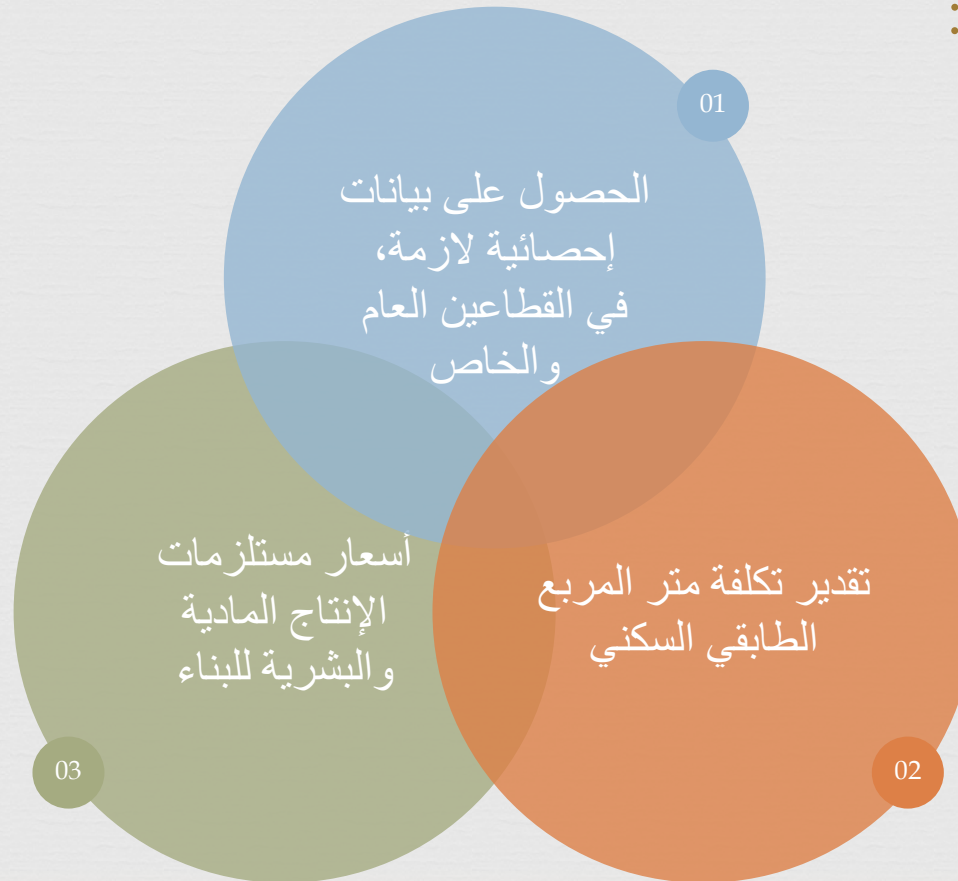 01
الحصول على بيانات
إحصائية لازمة،
في القطاعين العام
والخاص
تقدير تكلفة متر المربع
الطابقي السكني
02
أسعار مستلزمات
الإنتاج المادية
والبشرية للبناء
03